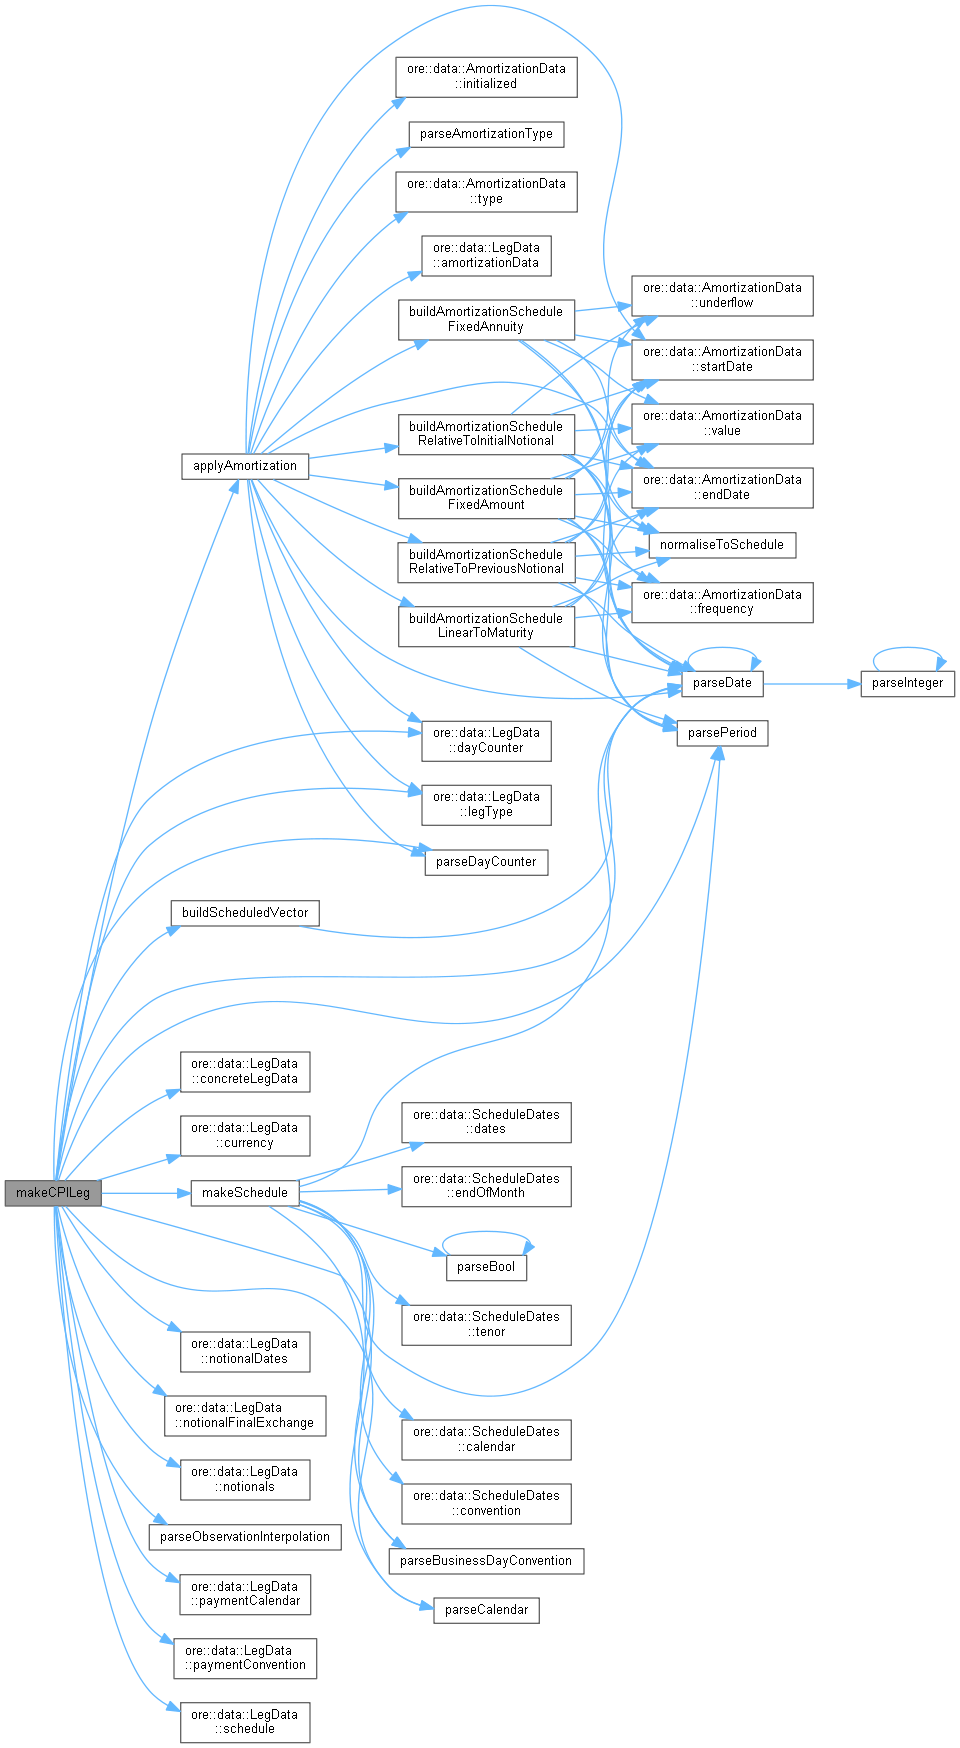 ore::data::AmortizationData
::initialized
parseAmortizationType
ore::data::AmortizationData
::type
ore::data::LegData
::amortizationData
ore::data::AmortizationData
::underflow
buildAmortizationSchedule
FixedAnnuity
ore::data::AmortizationData
::startDate
ore::data::AmortizationData
::value
buildAmortizationSchedule
RelativeToInitialNotional
applyAmortization
ore::data::AmortizationData
::endDate
buildAmortizationSchedule
FixedAmount
normaliseToSchedule
buildAmortizationSchedule
RelativeToPreviousNotional
ore::data::AmortizationData
::frequency
buildAmortizationSchedule
LinearToMaturity
parseDate
parseInteger
parsePeriod
ore::data::LegData
::dayCounter
ore::data::LegData
::legType
parseDayCounter
buildScheduledVector
ore::data::LegData
::concreteLegData
ore::data::ScheduleDates
::dates
ore::data::LegData
::currency
ore::data::ScheduleDates
::endOfMonth
makeCPILeg
makeSchedule
parseBool
ore::data::ScheduleDates
::tenor
ore::data::LegData
::notionalDates
ore::data::LegData
::notionalFinalExchange
ore::data::ScheduleDates
::calendar
ore::data::LegData
::notionals
ore::data::ScheduleDates
::convention
parseObservationInterpolation
parseBusinessDayConvention
ore::data::LegData
::paymentCalendar
parseCalendar
ore::data::LegData
::paymentConvention
ore::data::LegData
::schedule